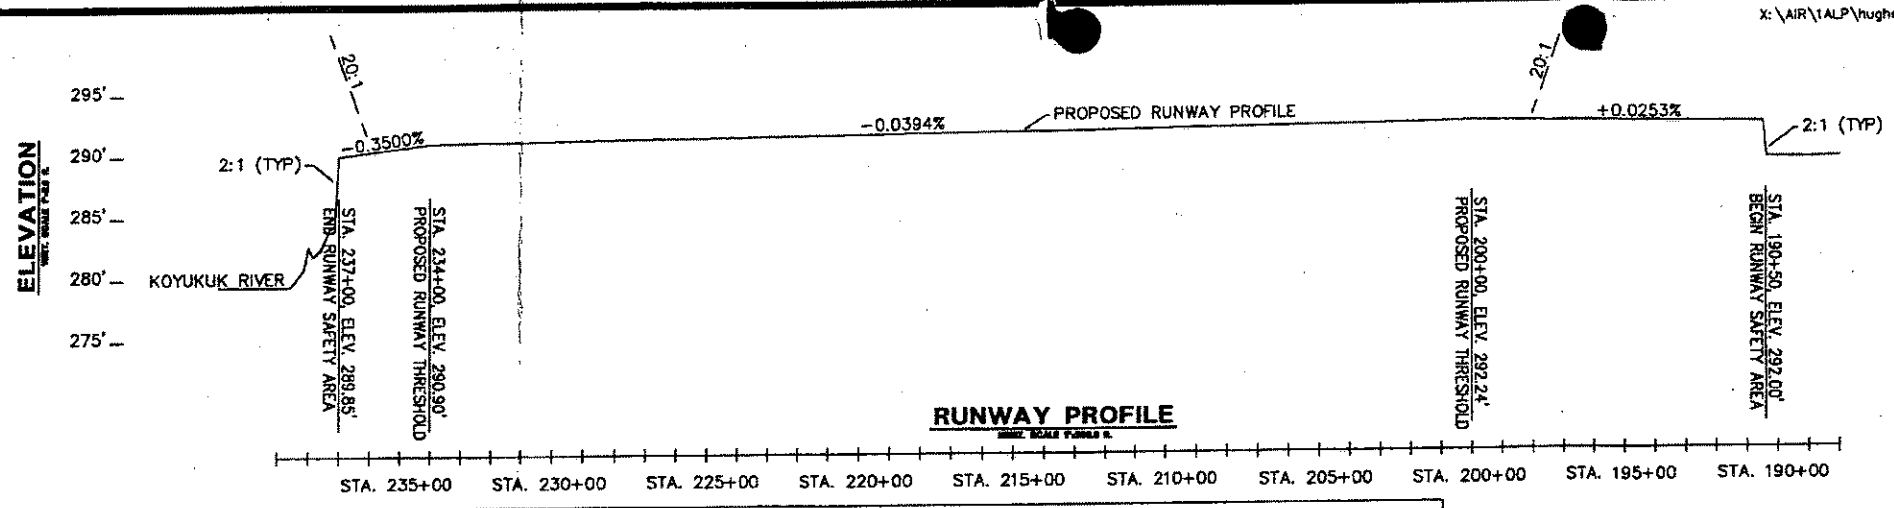 X:\AIR\1ALP\hughe
20:1
20:1
295'
290'
285'
280'
275'
ELEVATION
-0.3500%
-0.0394%
PROPOSED RUNWAY PROFILE
+0.0253%
2:1 (TYP)
2:1 (TYP)
KOYUKUK RIVER
STA. 237+00, ELEV. 289.85'
END RUNWAY SAFETY AREA
STA. 234+00, ELEV. 290.90'
PROPOSED RUNWAY THRESHOLD
STA. 200+00, ELEV. 292.24'
PROPOSED RUNWAY THRESHOLD
STA. 190+50, ELEV. 292.00'
BEGIN RUNWAY SAFETY AREA
RUNWAY PROFILE
STA. 235+00
STA. 230+00
STA. 225+00
STA. 220+00
STA. 215+00
STA. 210+00
STA. 205+00
STA. 200+00
STA. 195+00
STA. 190+00